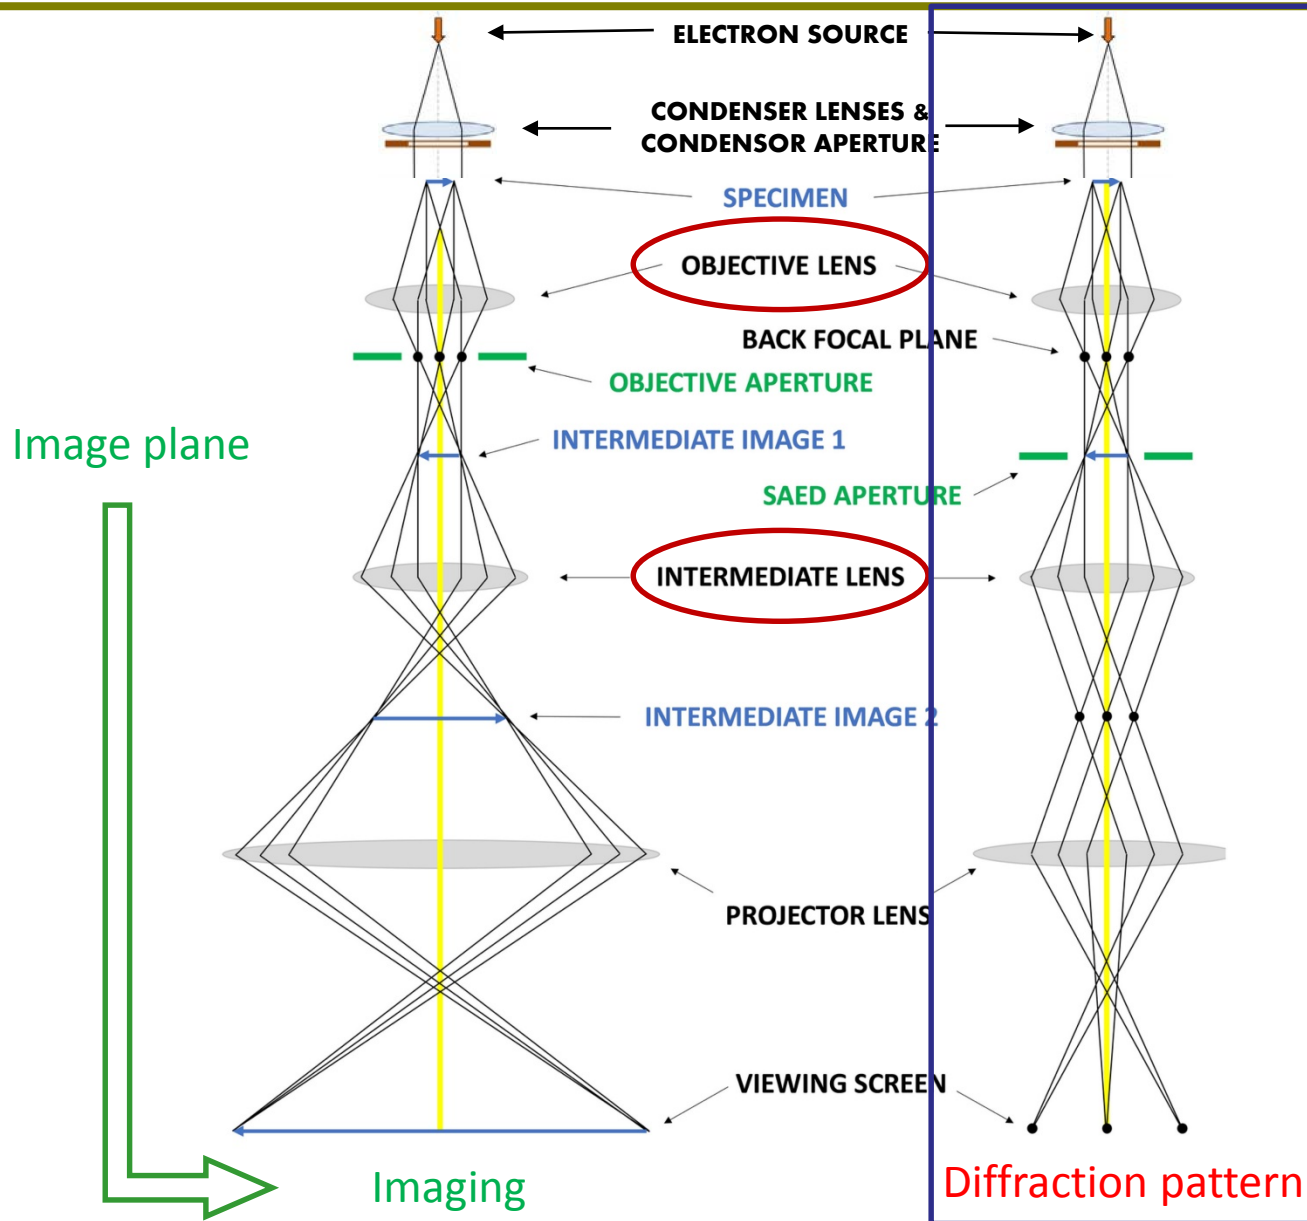 ELECTRON SOURCE
CONDENSER LENSES &
CONDENSOR APERTURE
SPECIMEN
OBJECTIVE LENS
BACK FOCAL PLANE
OBJECTIVE APERTURE
Image plane
INTERMEDIATE IMAGE 1
SAED APERTURE
INTERMEDIATE LENS
INTERMEDIATE IMAGE 2
PROJECTOR LENS
VIEWING SCREEN
Imaging
Diffraction pattern